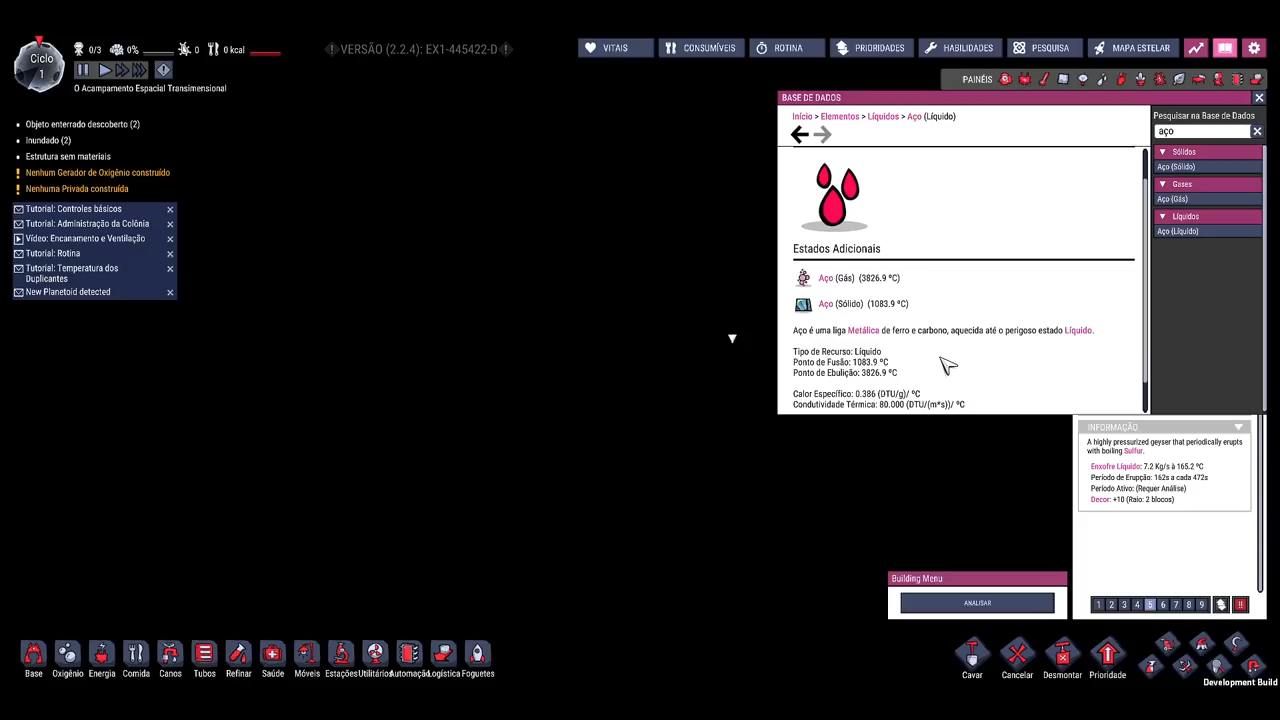 Ciclo
1
0/3
0%
0
0 kcal
VERSÃO (2.2.4): EX1-445422-D
O Acampamento Espacial Transimensional
VITAIS
CONSUMÍVEIS
ROTINA
PRIORIDADES
HABILIDADES
PESQUISA
MAPA ESTELAR
PAINÉIS
Objeto enterrado descoberto (2)
Inundado (2)
Estrutura sem materiais
Nenhum Gerador de Oxigênio construído
Nenhuma Privada construída
Tutorial: Controles básicos
Tutorial: Administração da Colônia
Vídeo: Encanamento e Ventilação
Tutorial: Rotina
Tutorial: Temperatura dos
Duplicantes
New Planetoid detected
BASE DE DADOS
Início > Elementos > Líquidos > Aço (Líquido)
Estados Adicionais
Aço (Gás) (3826.9 ºC)
Aço (Sólido) (1083.9 ºC)
Aço é uma liga Metálica de ferro e carbono, aquecida até o perigoso estado Líquido.
Tipo de Recurso: Líquido
Ponto de Fusão: 1083.9 ºC
Ponto de Ebulição: 3826.9 ºC
Calor Específico: 0.386 (DTU/g)/ ºC
Condutividade Térmica: 80.000 (DTU/(m*s))/ ºC
Pesquisar na Base de Dados
aço
Sólidos
Aço (Sólido)
Gases
Aço (Gás)
Líquidos
Aço (Líquido)
INFORMAÇÃO
A highly pressurized geyser that periodically erupts
with boiling Sulfur.
Enxofre Líquido: 7.2 Kg/s à 165.2 ºC
Período de Erupção: 162s a cada 472s
Período Ativo: (Requer Análise)
Decor: +10 (Raio: 2 blocos)
Building Menu
ANALISAR
1 2 3 4 5 6 7 8 9 !!
Base
Oxigênio
Energia
Comida
Canos
Tubos
Refinar
Saúde
Móveis
Estações
Utilitários
Automação
Logística
Foguetes
Cavar
Cancelar
Desmontar
Prioridade
Development Build